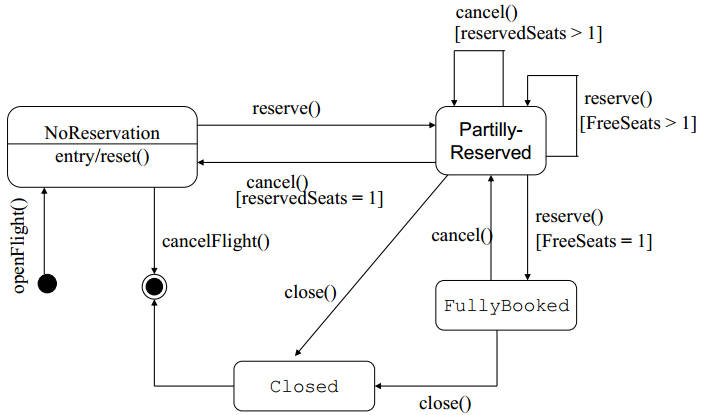 cancel()
[reservedSeats > 1]
reserve()
reserve()
[FreeSeats > 1]
NoReservation
entry/reset()
Partilly-
Reserved
cancel()
[reservedSeats = 1]
openFlight()
cancelFlight()
cancel()
reserve()
[FreeSeats = 1]
close()
FullyBooked
Closed
close()